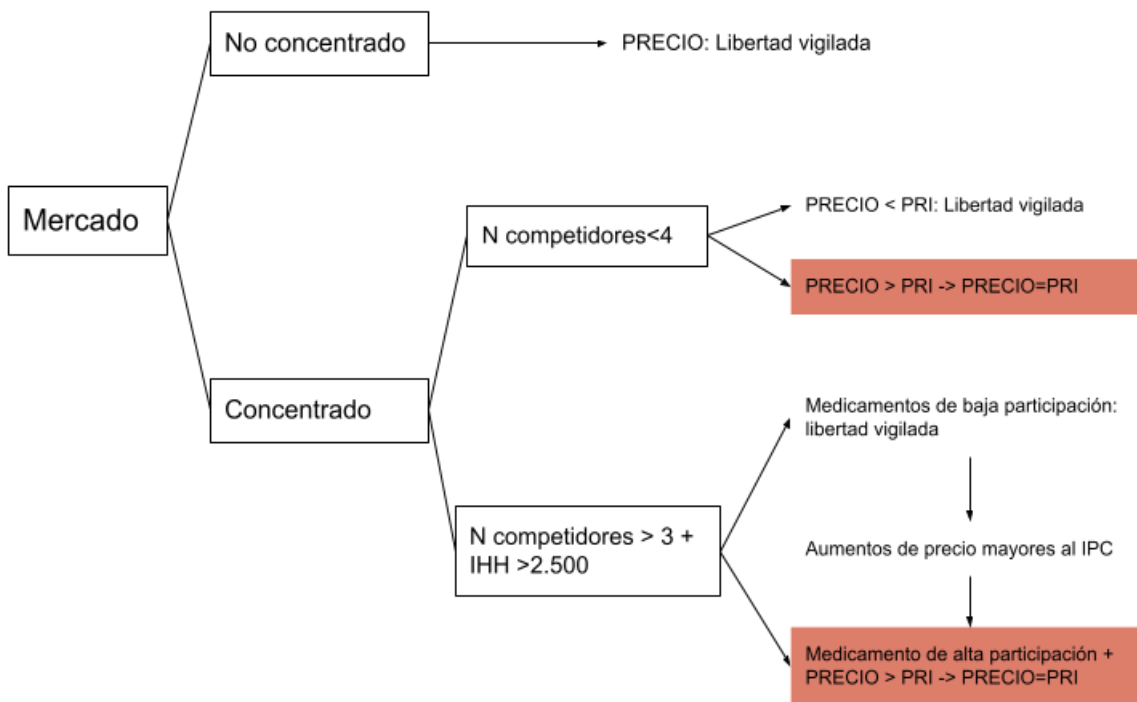 No concentrado
PRECIO: Libertad vigilada
Mercado
PRECIO < PRI: Libertad vigilada
N competidores<4
PRECIO > PRI -> PRECIO=PRI
Concentrado
Medicamentos de baja participación:
libertad vigilada
N competidores > 3 +
IHH >2.500
Aumentos de precio mayores al IPC
Medicamento de alta participación +
PRECIO > PRI -> PRECIO=PRI